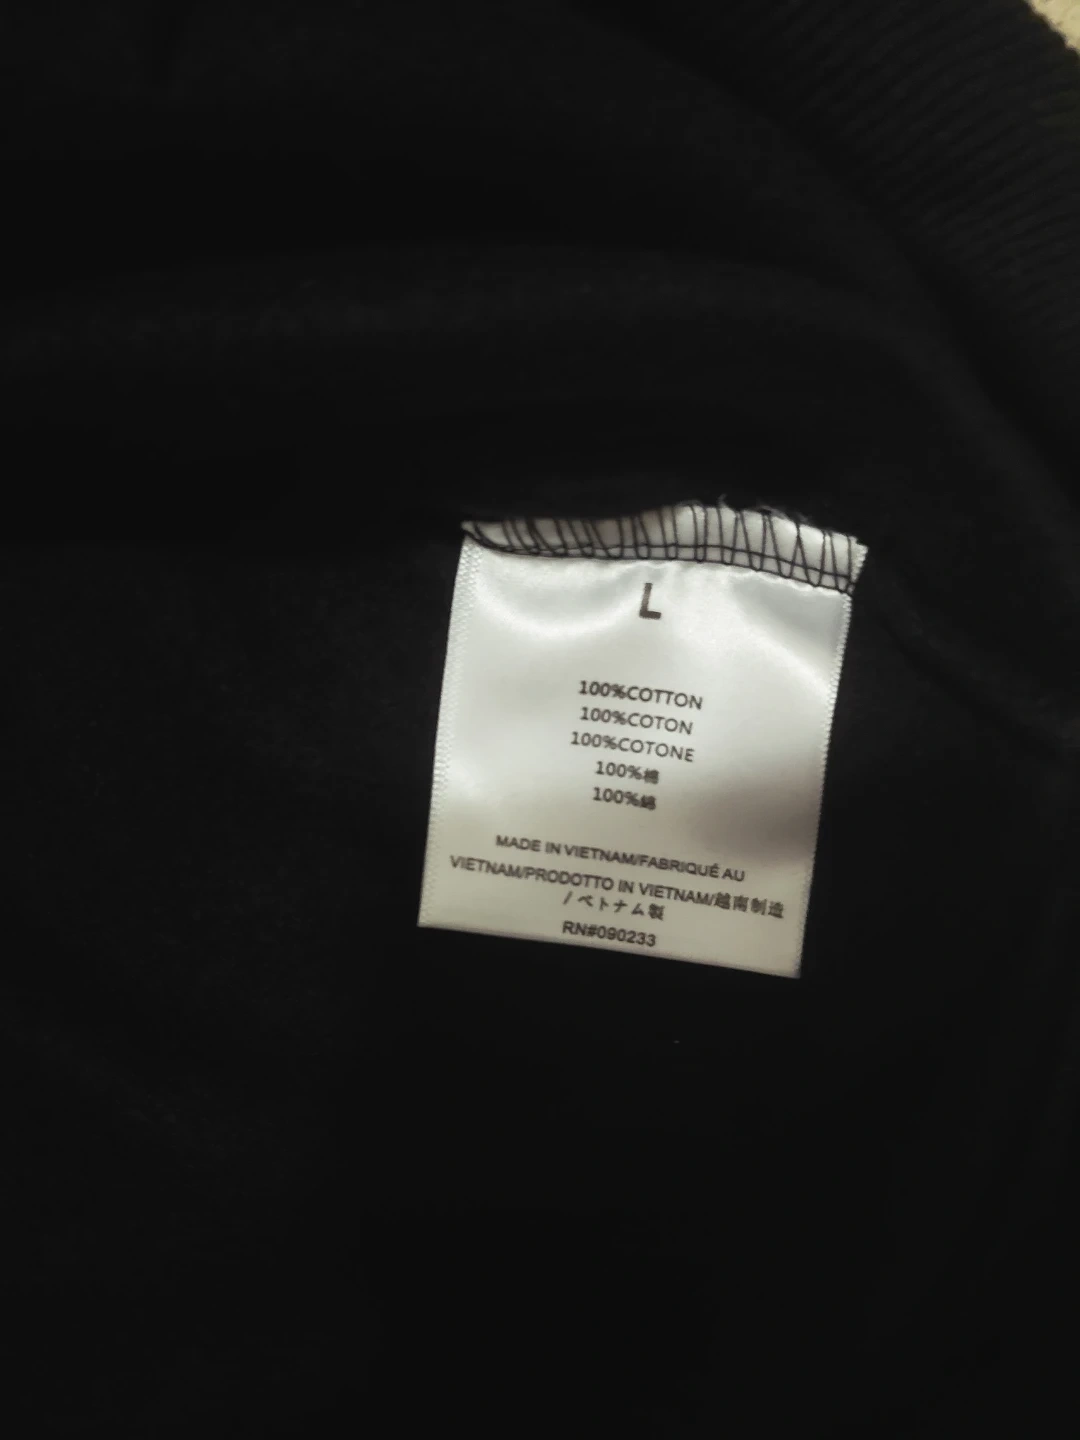 L
100%COTTON
100%COTON
100%COTONE
100%棉
100%綿
MADE IN VIETNAM/FABRIQUÉ AU
VIETNAM/PRODOTTO IN VIETNAM/越南制造
/ベトナム製
RN#090233